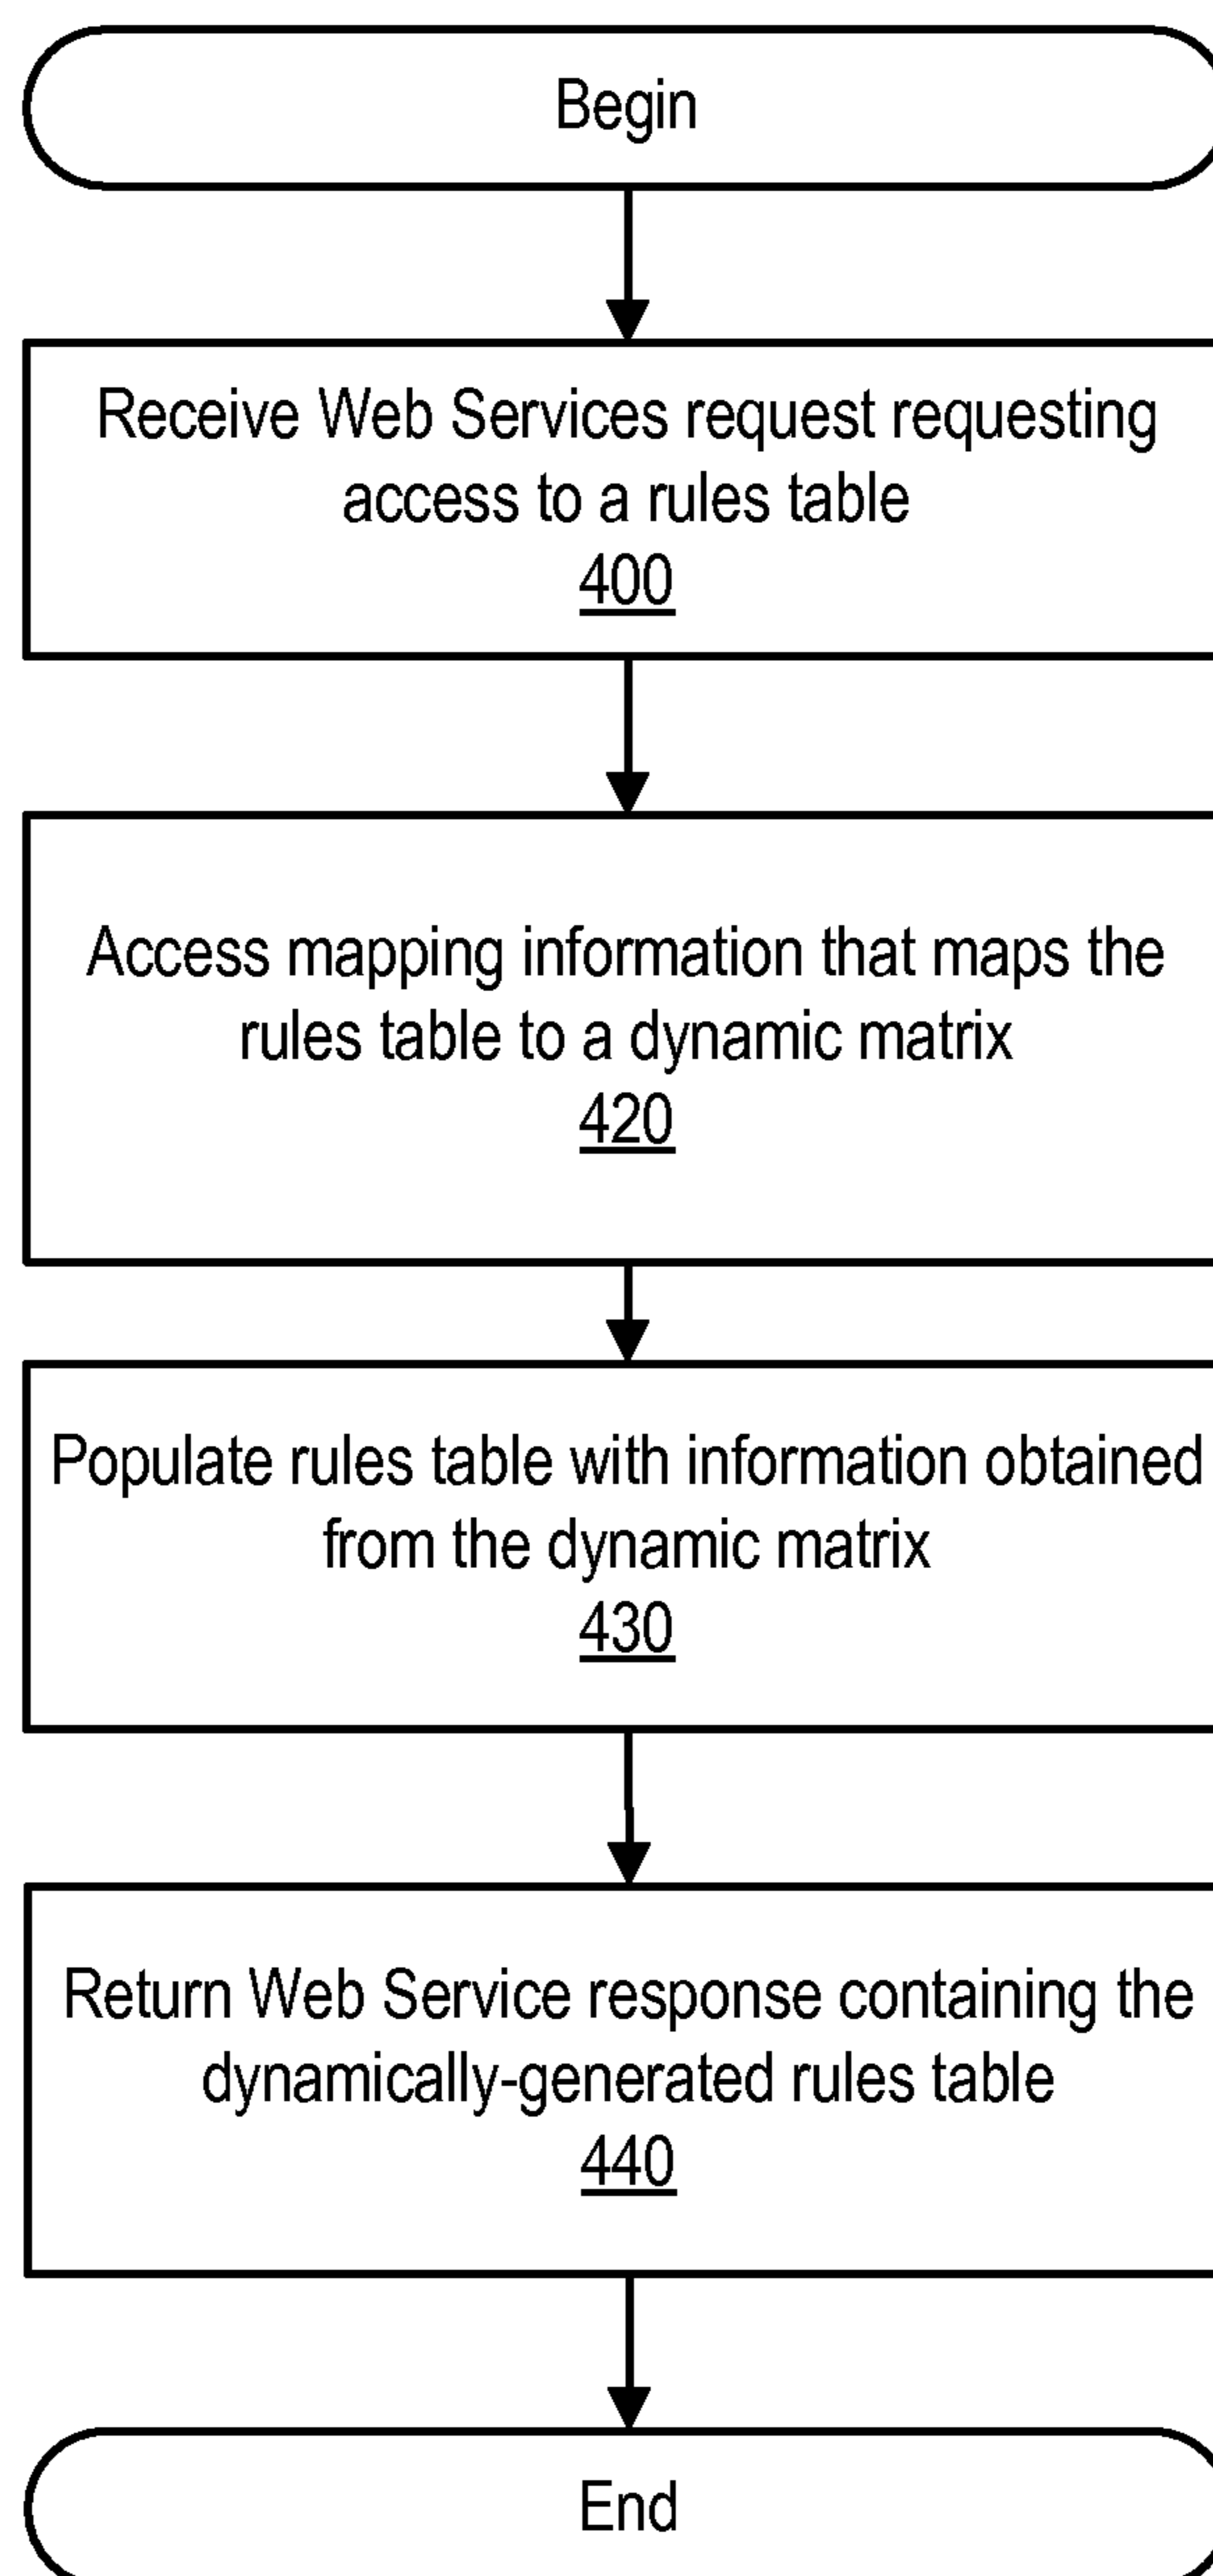 Begin
Receive Web Services request requesting
access to a rules table
400
Access mapping information that maps the
rules table to a dynamic matrix
420
Populate rules table with information obtained
from the dynamic matrix
430
Return Web Service response containing the
dynamically-generated rules table
440
End